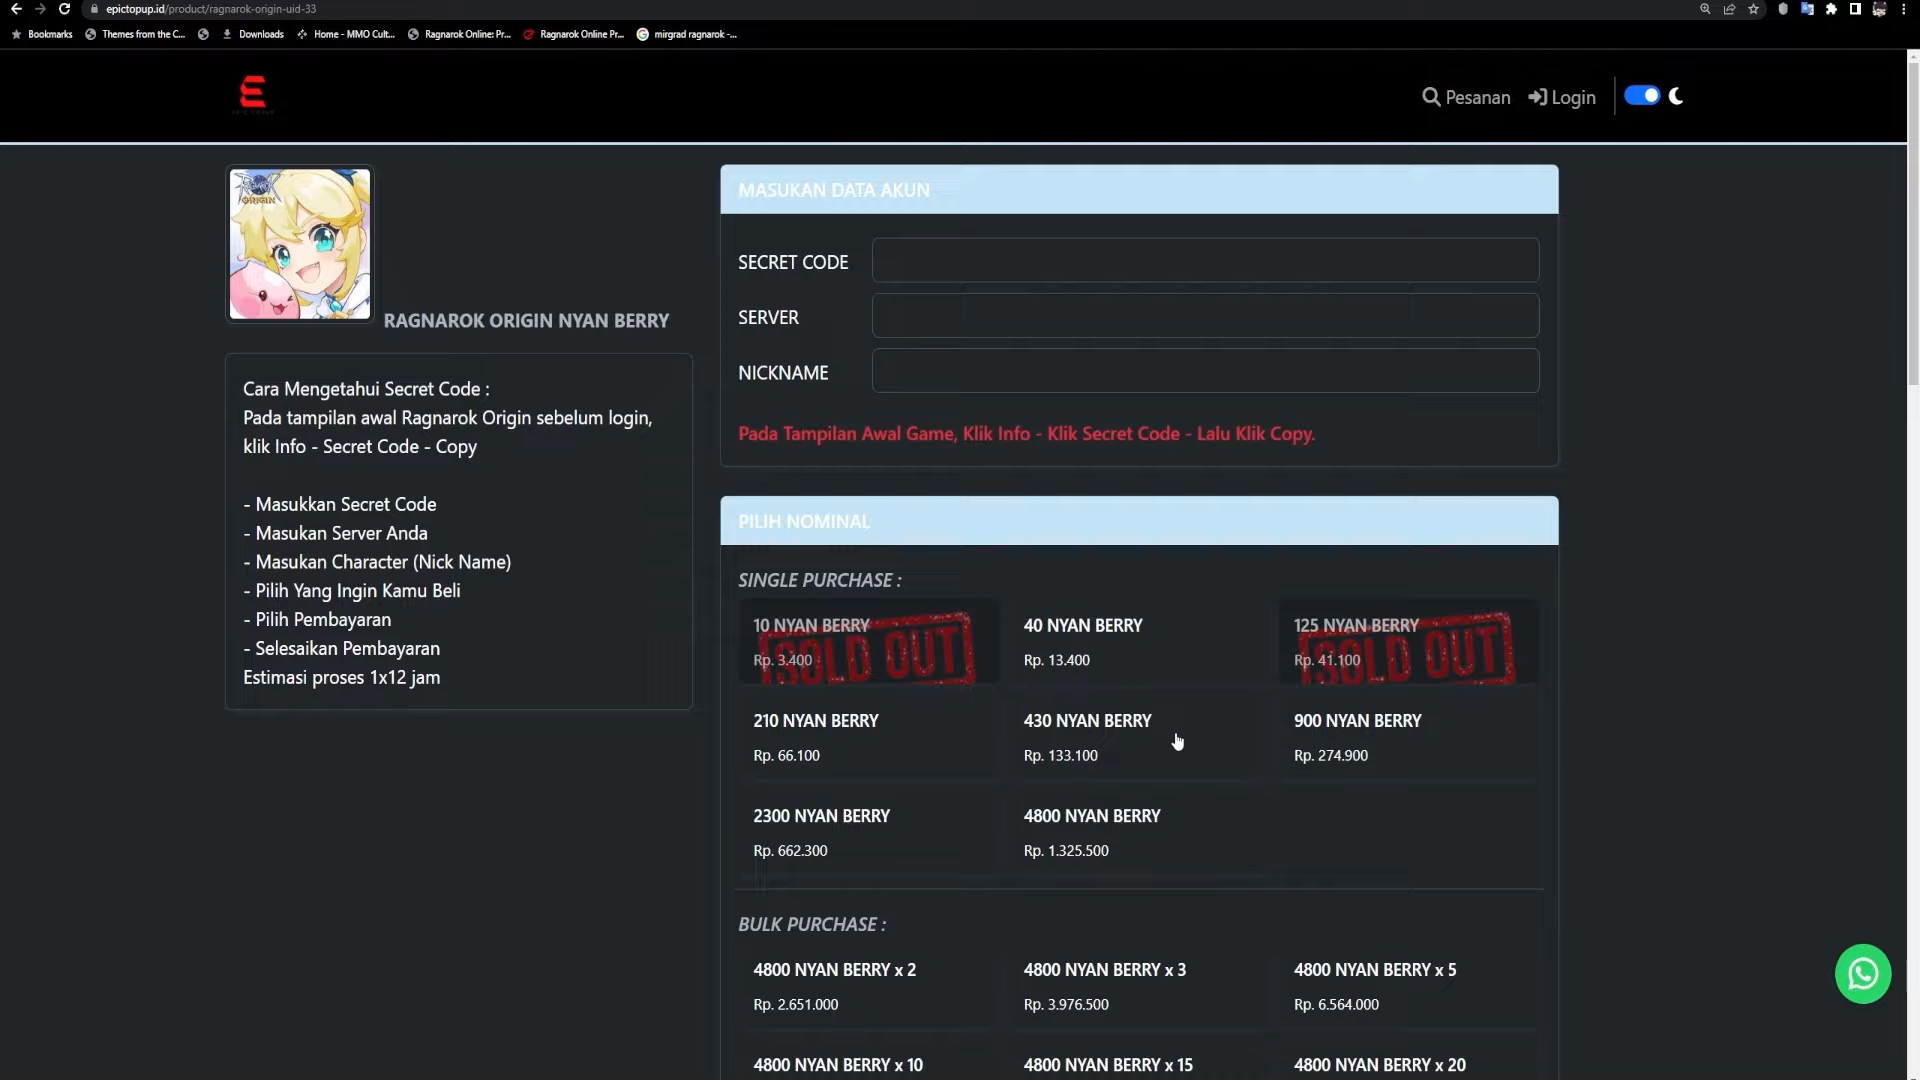 epictopup.id/product/ragnarok-origin-uid-33
Bookmarks
Themes from the C...
Downloads
Home - MMO Cult...
Ragnarok Online: Pr...
Ragnarok Online Pr...
mirgrad ragnarok -...
Pesanan
Login
RAGNAROK
ORIGIN
RAGNAROK ORIGIN NYAN BERRY
Cara Mengetahui Secret Code :
Pada tampilan awal Ragnarok Origin sebelum login,
klik Info - Secret Code - Copy
- Masukkan Secret Code
- Masukan Server Anda
- Masukan Character (Nick Name)
- Pilih Yang Ingin Kamu Beli
- Pilih Pembayaran
- Selesaikan Pembayaran
Estimasi proses 1x12 jam
MASUKAN DATA AKUN
SECRET CODE
SERVER
NICKNAME
Pada Tampilan Awal Game, Klik Info - Klik Secret Code - Lalu Klik Copy.
PILIH NOMINAL
SINGLE PURCHASE :
10 NYAN BERRY
Rp. 3.400
SOLD OUT
40 NYAN BERRY
Rp. 13.400
125 NYAN BERRY
Rp. 41.100
SOLD OUT
210 NYAN BERRY
Rp. 66.100
430 NYAN BERRY
Rp. 133.100
900 NYAN BERRY
Rp. 274.900
2300 NYAN BERRY
Rp. 662.300
4800 NYAN BERRY
Rp. 1.325.500
BULK PURCHASE :
4800 NYAN BERRY x 2
Rp. 2.651.000
4800 NYAN BERRY x 3
Rp. 3.976.500
4800 NYAN BERRY x 5
Rp. 6.564.000
4800 NYAN BERRY x 10
4800 NYAN BERRY x 15
4800 NYAN BERRY x 20